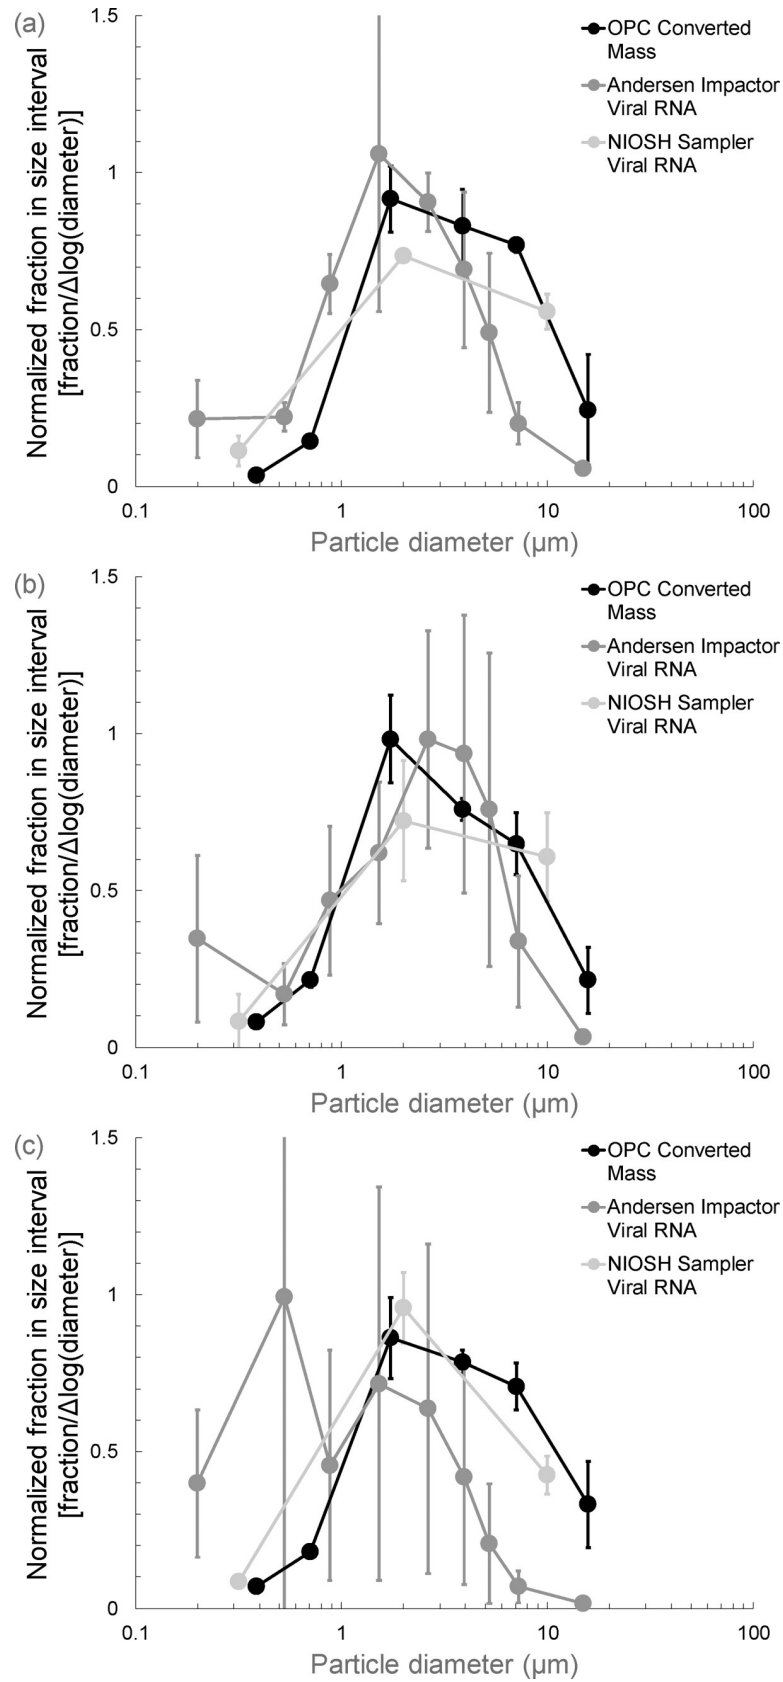 (a)
Normalized fraction in size interval
[fraction/Δlog(diameter)]
1.5
1
0.5
0
0.1
1
10
100
Particle diameter (µm)
OPC Converted
Mass
Andersen Impactor
Viral RNA
NIOSH Sampler
Viral RNA
(b)
Normalized fraction in size interval
[fraction/Δlog(diameter)]
1.5
1
0.5
0
0.1
1
10
100
Particle diameter (µm)
OPC Converted
Mass
Andersen Impactor
Viral RNA
NIOSH Sampler
Viral RNA
(c)
Normalized fraction in size interval
[fraction/Δlog(diameter)]
1.5
1
0.5
0
0.1
1
10
100
Particle diameter (µm)
OPC Converted
Mass
Andersen Impactor
Viral RNA
NIOSH Sampler
Viral RNA